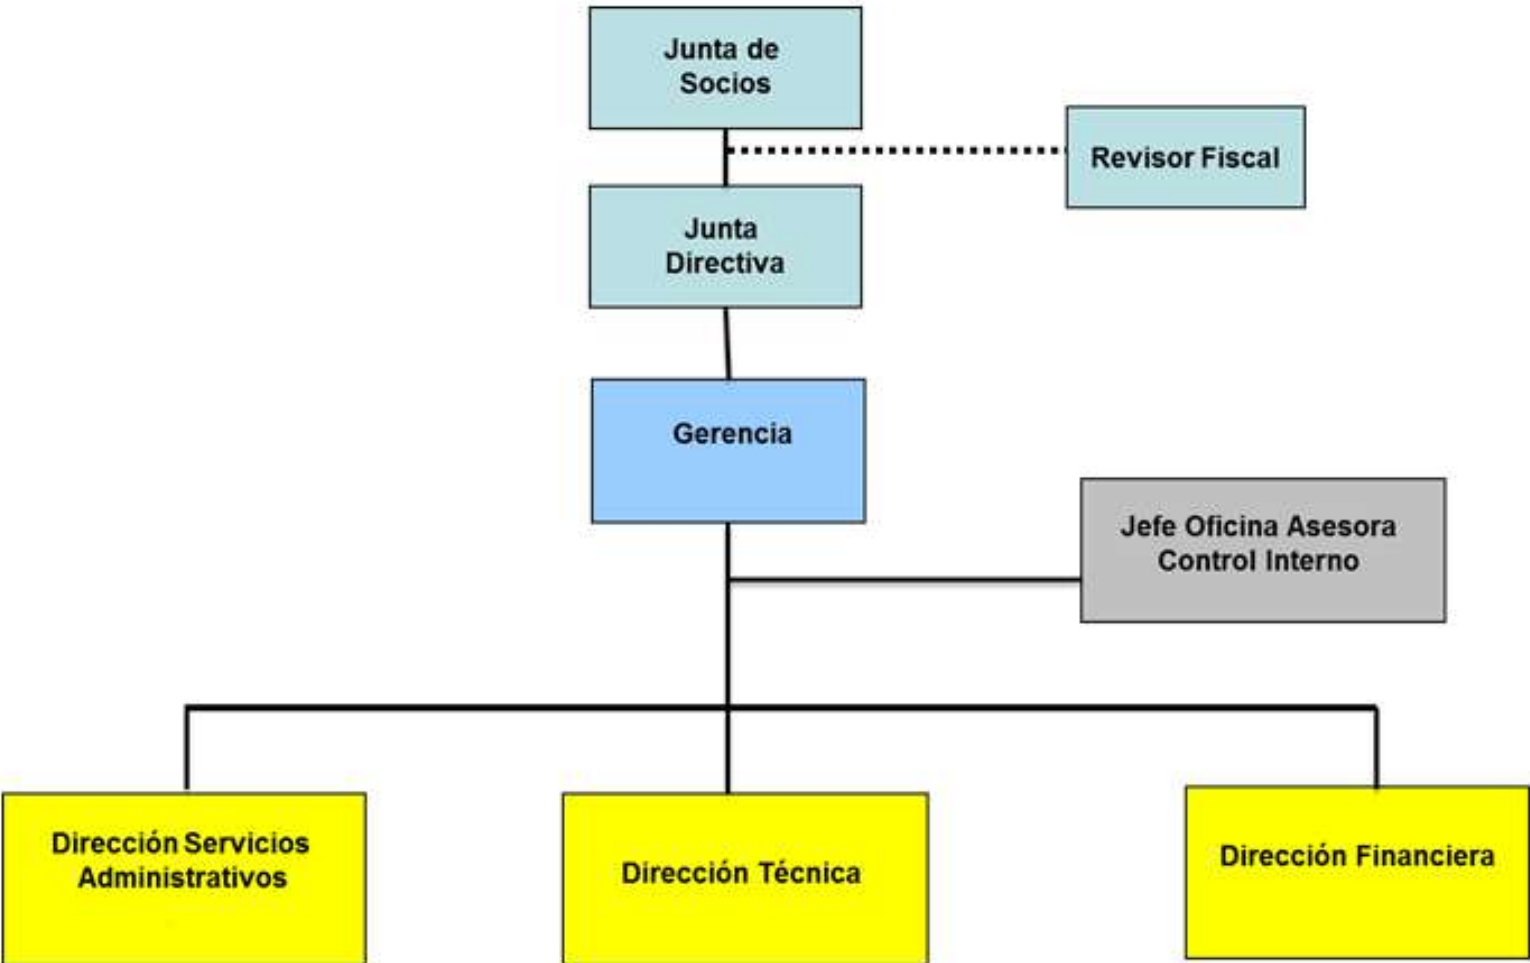 Junta de
Socios
Revisor Fiscal
Junta
Directiva
Gerencia
Jefe Oficina Asesora
Control Interno
Dirección Servicios
Administrativos
Dirección Técnica
Dirección Financiera